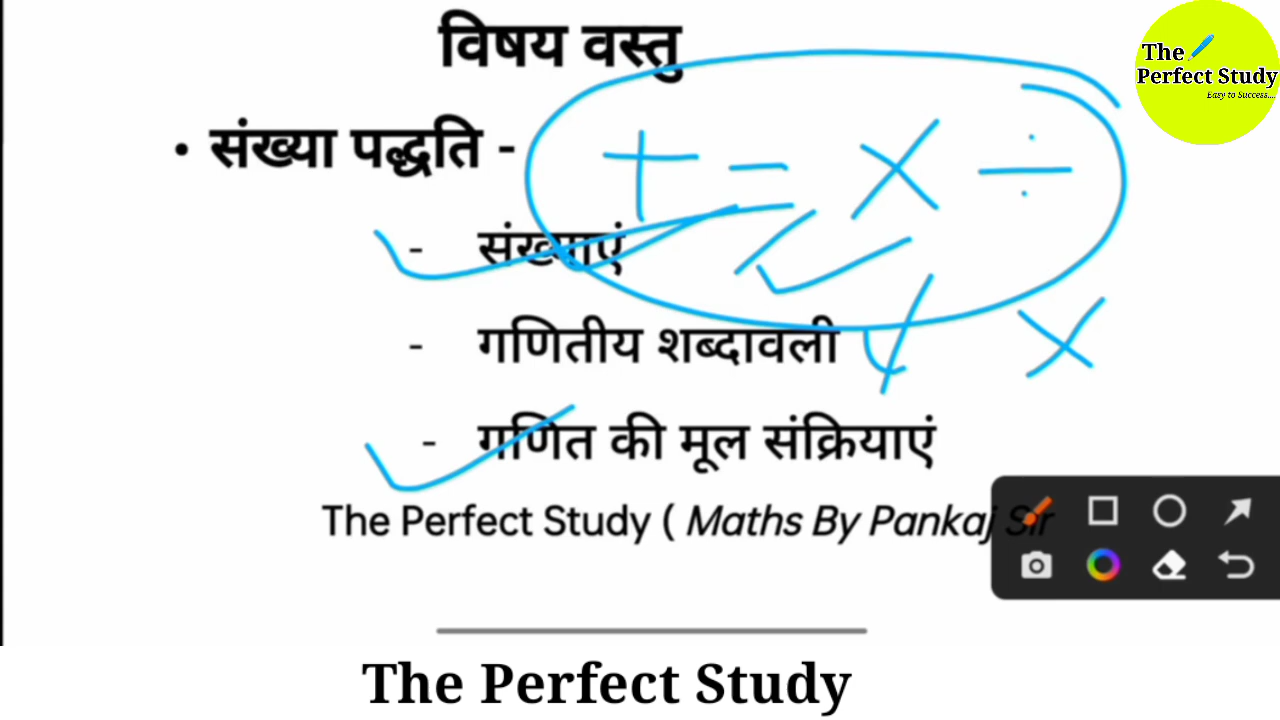 विषय वस्तु
The Perfect Study
Easy to Success....
• संख्या पद्धति - + - × ÷
- संख्याएं
- गणितीय शब्दावली
- गणित की मूल संक्रियाएं
The Perfect Study ( Maths By Pankaj Sir
The Perfect Study